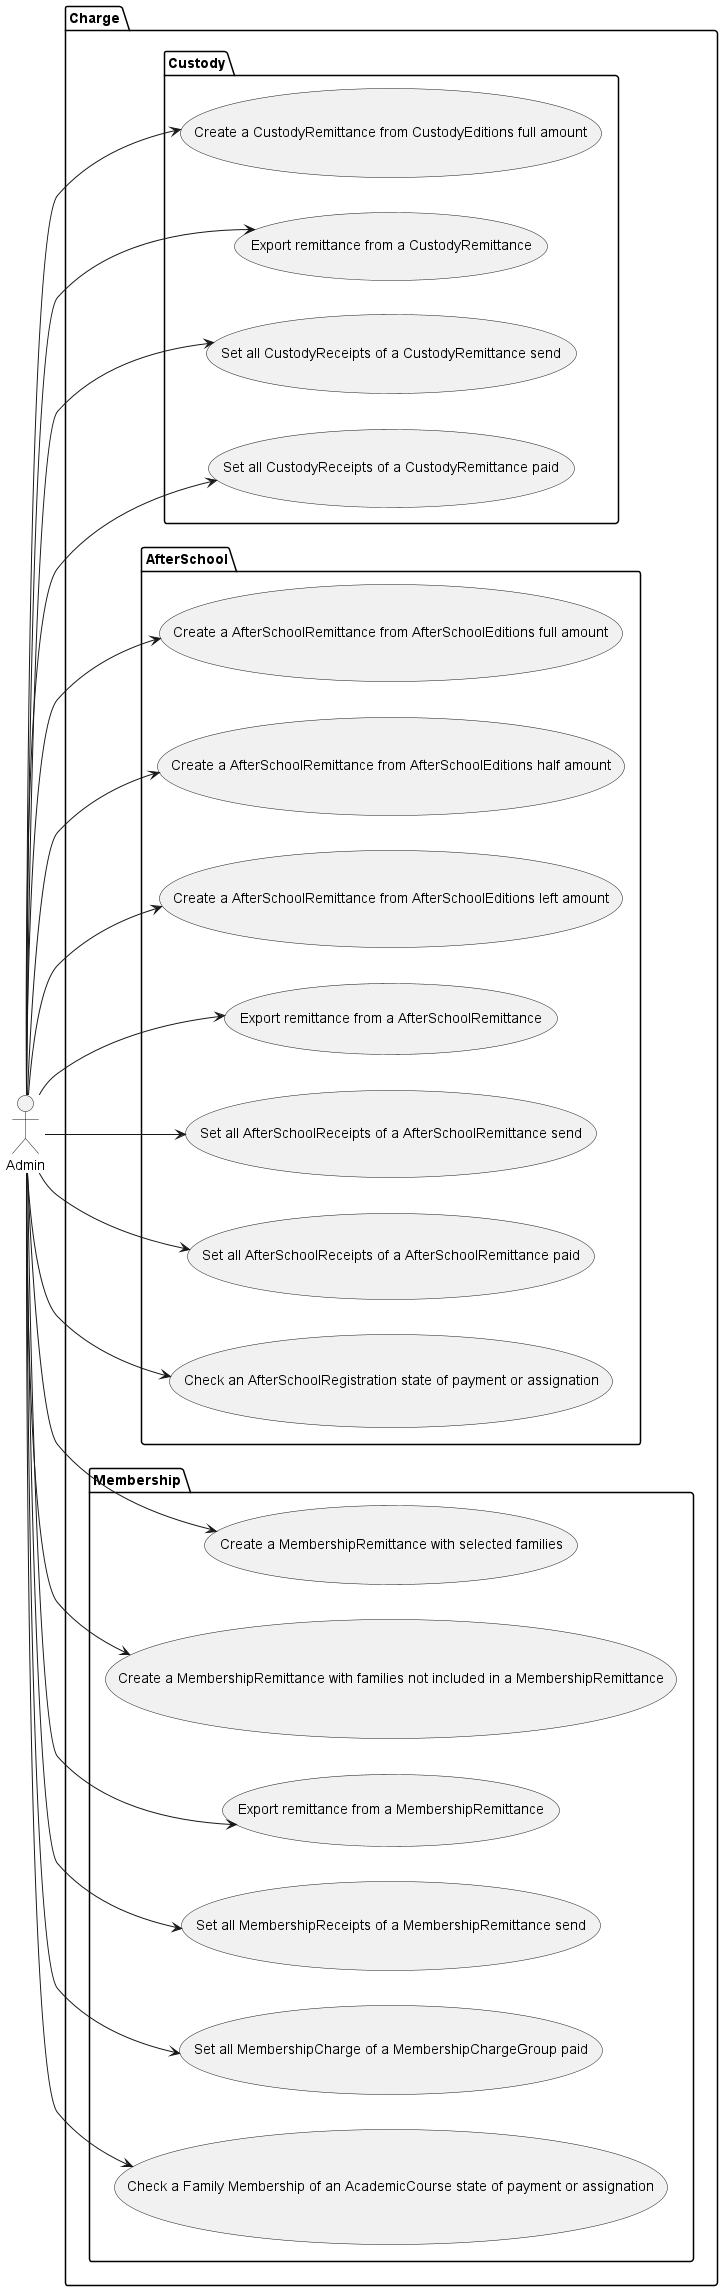 Charge
Custody
Create a CustodyRemittance from CustodyEditions full amount
Export remittance from a CustodyRemittance
Set all CustodyReceipts of a CustodyRemittance send
Set all CustodyReceipts of a CustodyRemittance paid
AfterSchool
Create a AfterSchoolRemittance from AfterSchoolEditions full amount
Create a AfterSchoolRemittance from AfterSchoolEditions half amount
Create a AfterSchoolRemittance from AfterSchoolEditions left amount
Export remittance from a AfterSchoolRemittance
Set all AfterSchoolReceipts of a AfterSchoolRemittance send
Admin
Set all AfterSchoolReceipts of a AfterSchoolRemittance paid
Check an AfterSchoolRegistration state of payment or assignation
Membership
Create a MembershipRemittance with selected families
Create a MembershipRemittance with families not included in a MembershipRemittance
Export remittance from a MembershipRemittance
Set all MembershipReceipts of a MembershipRemittance send
Set all MembershipCharge of a MembershipChargeGroup paid
Check a Family Membership of an AcademicCourse state of payment or assignation